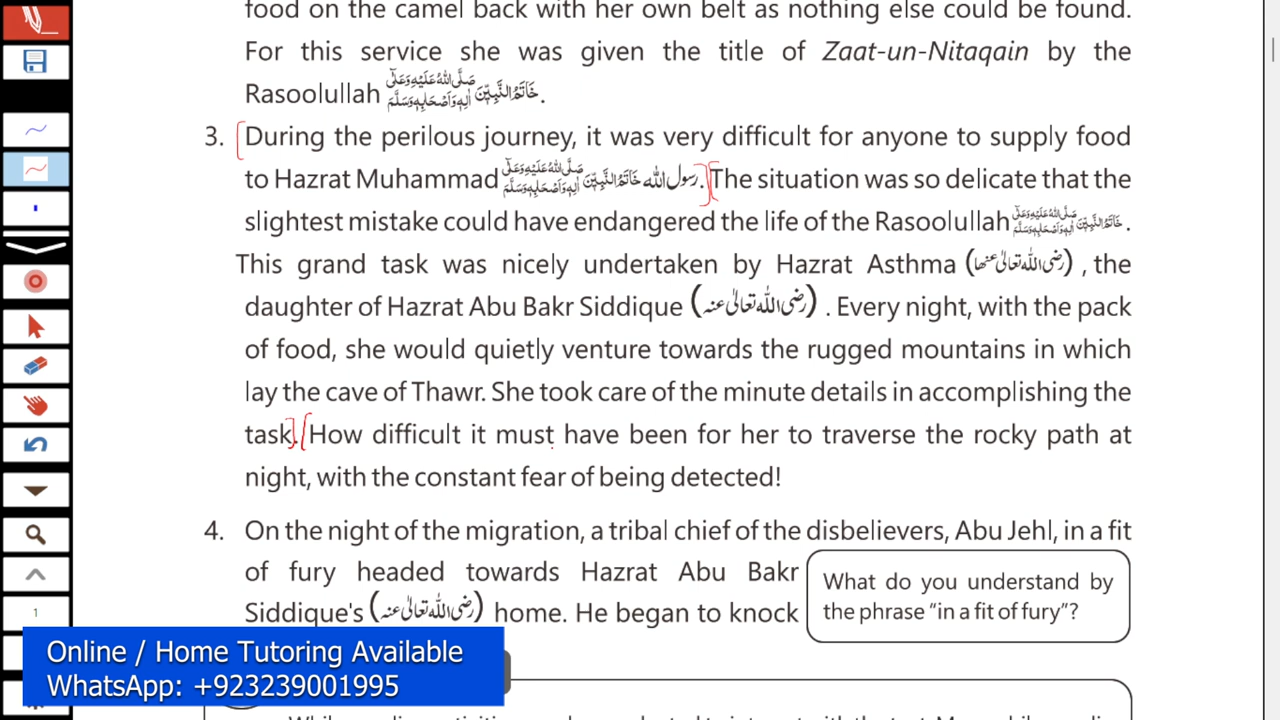 food on the camel back with her own belt as nothing else could be found.
For this service she was given the title of Zaat-un-Nitaqain by the
Rasoolullah خَاتَمُ النَّبِيّٖنَ صَلَّى اللهُ عَلَيْهِ وَعَلٰٓى اٰلِهٖ وَاَصْحَابِهٖ وَسَلَّمَ.
3. During the perilous journey, it was very difficult for anyone to supply food
to Hazrat Muhammad رسول اللہ خَاتَمُ النَّبِيّٖنَ صَلَّى اللهُ عَلَيْهِ وَعَلٰٓى اٰلِهٖ وَاَصْحَابِهٖ وَسَلَّمَ. The situation was so delicate that the
slightest mistake could have endangered the life of the Rasoolullah خَاتَمُ النَّبِيّٖنَ صَلَّى اللهُ عَلَيْهِ وَعَلٰٓى اٰلِهٖ وَاَصْحَابِهٖ وَسَلَّمَ.
This grand task was nicely undertaken by Hazrat Asthma (رضی اللہ تعالیٰ عنھا) , the
daughter of Hazrat Abu Bakr Siddique (رضی اللہ تعالیٰ عنہ) . Every night, with the pack
of food, she would quietly venture towards the rugged mountains in which
lay the cave of Thawr. She took care of the minute details in accomplishing the
task. How difficult it must have been for her to traverse the rocky path at
night, with the constant fear of being detected!
4. On the night of the migration, a tribal chief of the disbelievers, Abu Jehl, in a fit
of fury headed towards Hazrat Abu Bakr
Siddique's (رضی اللہ تعالیٰ عنہ) home. He began to knock
What do you understand by
the phrase “in a fit of fury”?
1
Online / Home Tutoring Available
WhatsApp: +923239001995